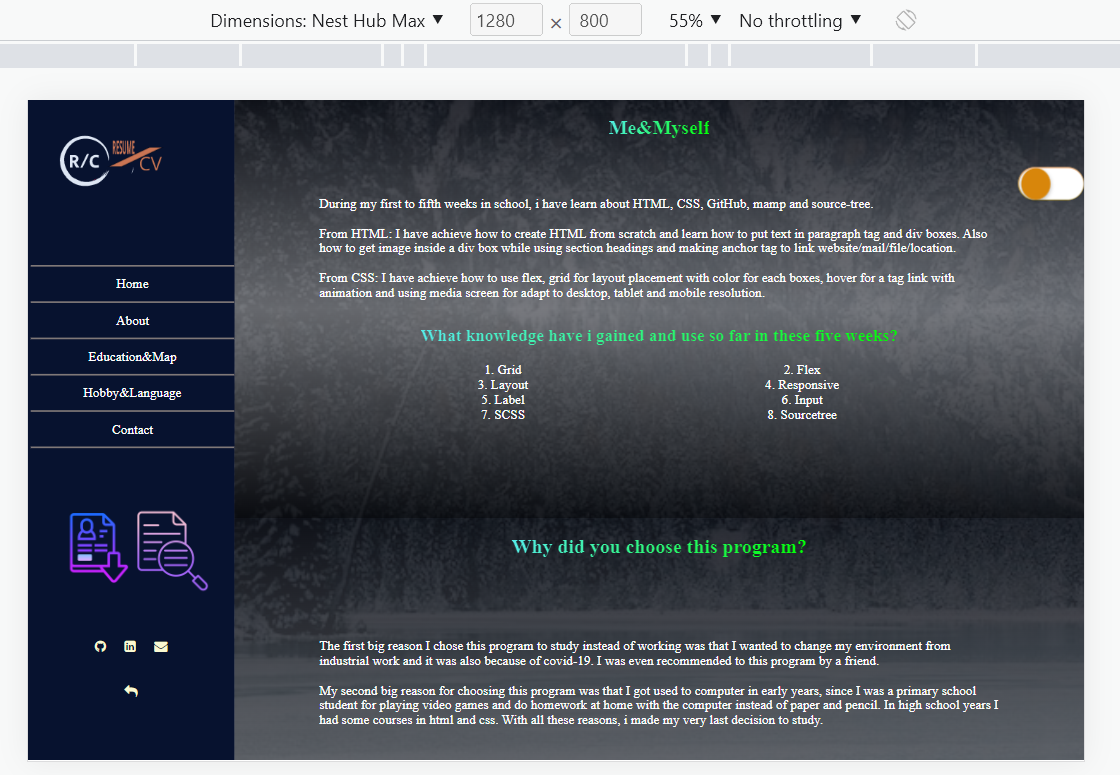 Dimensions: Nest Hub Max ▼ 1280 × 800 55% ▼ No throttling ▼
R/C RESUME CV
Me&Myself
During my first to fifth weeks in school, i have learn about HTML, CSS, GitHub, mamp and source-tree.
From HTML: I have achieve how to create HTML from scratch and learn how to put text in paragraph tag and div boxes. Also
how to get image inside a div box while using section headings and making anchor tag to link website/mail/file/location.
From CSS: I have achieve how to use flex, grid for layout placement with color for each boxes, hover for a tag link with
animation and using media screen for adapt to desktop, tablet and mobile resolution.
Home
About
Education&Map
Hobby&Language
Contact
What knowledge have i gained and use so far in these five weeks?
1. Grid 2. Flex
3. Layout 4. Responsive
5. Label 6. Input
7. SCSS 8. Sourcetree
Why did you choose this program?
in
The first big reason I chose this program to study instead of working was that I wanted to change my environment from
industrial work and it was also because of covid-19. I was even recommended to this program by a friend.
My second big reason for choosing this program was that I got used to computer in early years, since I was a primary school
student for playing video games and do homework at home with the computer instead of paper and pencil. In high school years I
had some courses in html and css. With all these reasons, i made my very last decision to study.